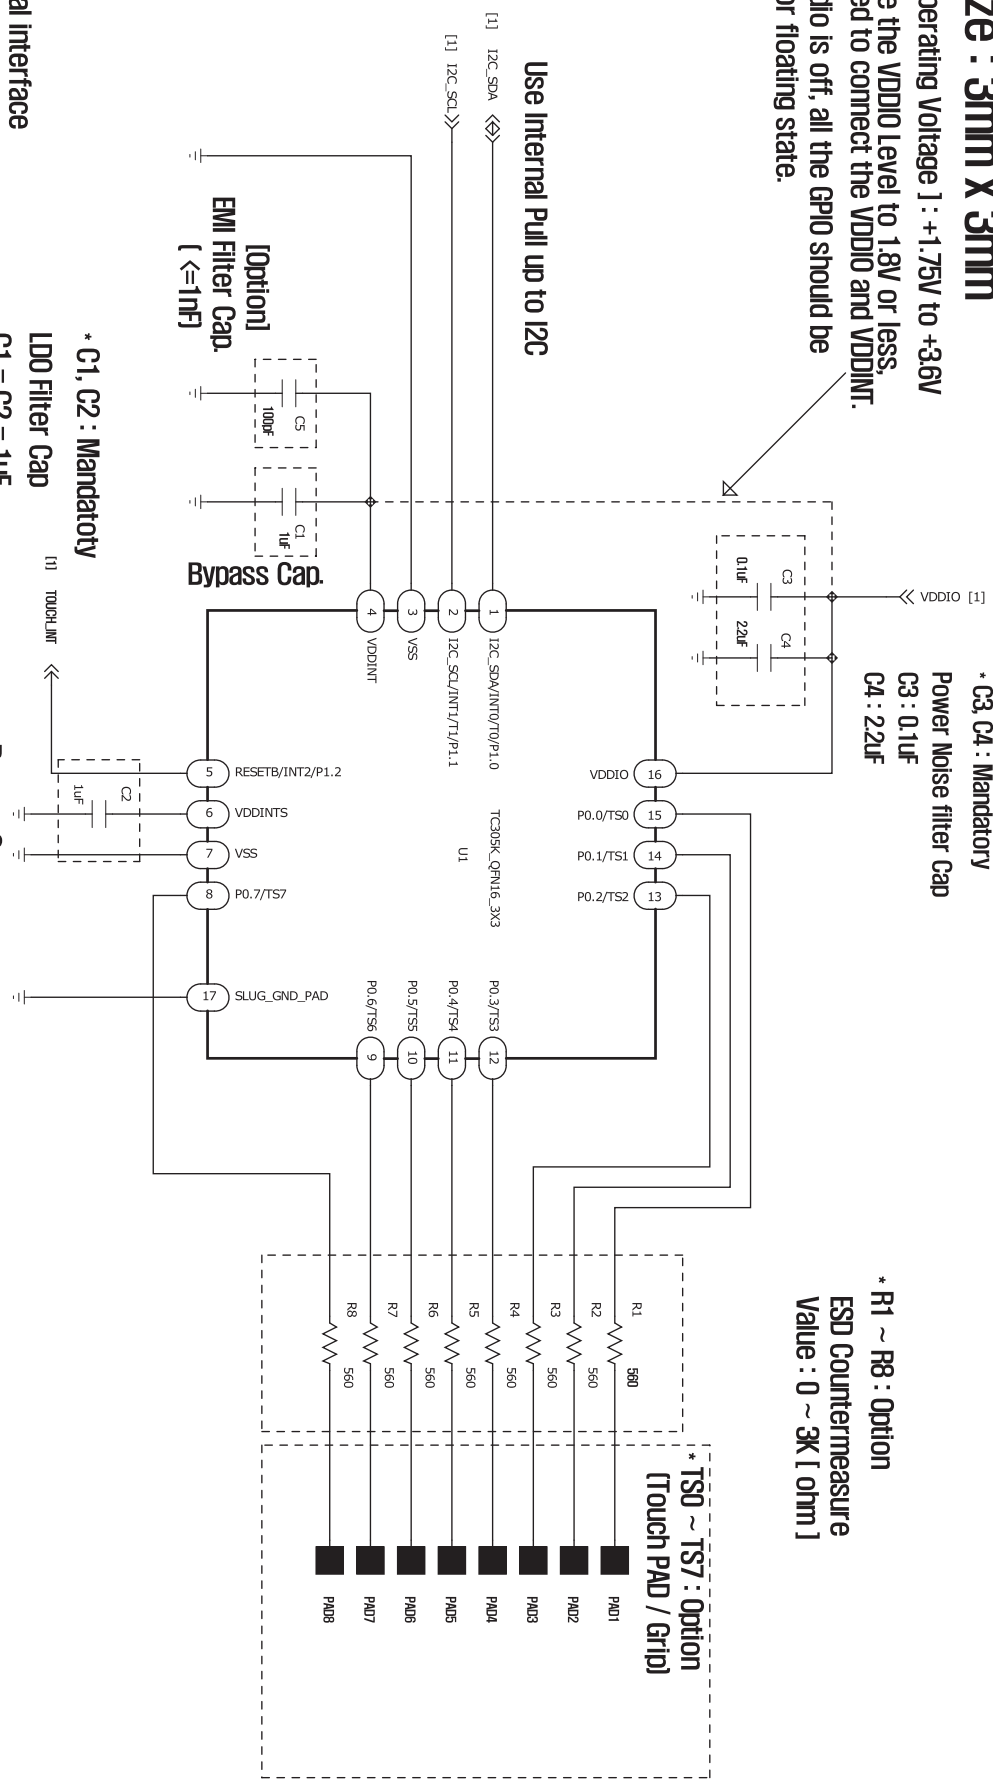 ze : 3mm x 3mm
perating Voltage ] : +1.75V to +3.6V
e the VDDIO Level to 1.8V or less,
ed to connect the VDDIO and VDDINT.
dio is off, all the GPIO should be
or floating state.
[1] I2C_SDA
[1] I2C_SCL
Use Internal Pull up to I2C
[Option]
EMI Filter Cap.
( <=1nF)
C5
100pF
C1
1uF
Bypass Cap.
* C1, C2 : Mandatoty
LDO Filter Cap
C1 = C2 = 1uF
al interface
[1] TOUCH_INT
C2
1uF
C3
0.1uF
C4
2.2uF
VDDIO [1]
* C3, C4 : Mandatory
Power Noise filter Cap
C3 : 0.1uF
C4 : 2.2uF
1 I2C_SDA/INT0/T0/P1.0
2 I2C_SCL/INT1/T1/P1.1
3 VSS
4 VDDINT
5 RESETB/INT2/P1.2
6 VDDINTS
7 VSS
8 P0.7/TS7
17 SLUG_GND_PAD
VDDIO 16
P0.0/TS0 15
P0.1/TS1 14
P0.2/TS2 13
P0.3/TS3 12
P0.4/TS4 11
P0.5/TS5 10
P0.6/TS6 9
TC305K_QFN16_3X3
U1
* R1 ~ R8 : Option
ESD Countermeasure
Value : 0 ~ 3K [ ohm ]
R1 560
R2 560
R3 560
R4 560
R5 560
R6 560
R7 560
R8 560
* TS0 ~ TS7 : Option
(Touch PAD / Grip)
PAD1
PAD2
PAD3
PAD4
PAD5
PAD6
PAD7
PAD8